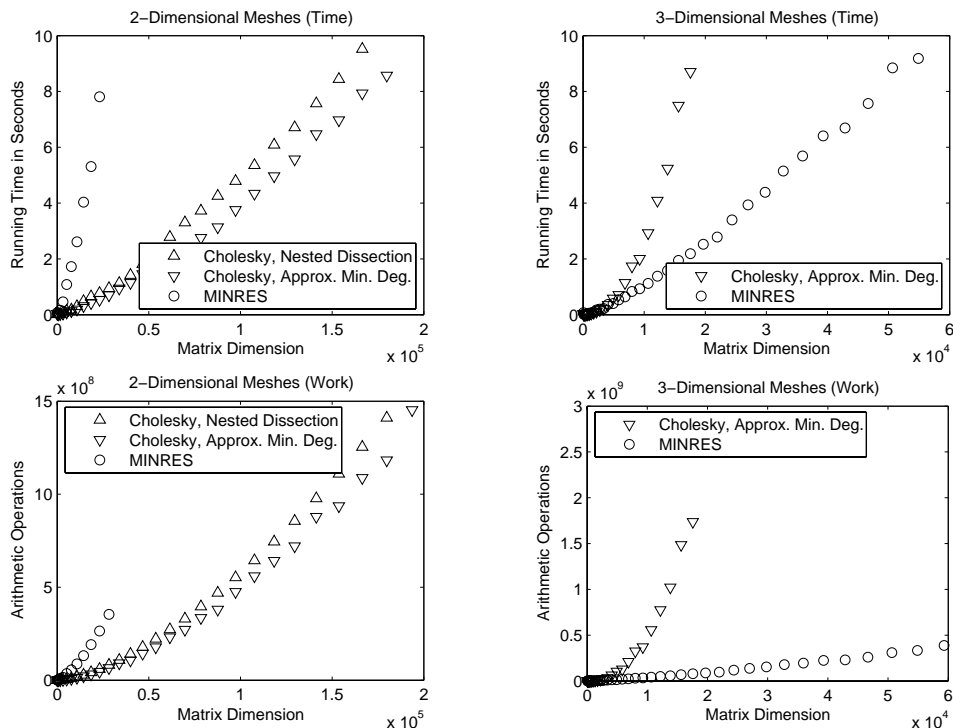 2−Dimensional Meshes (Time)
10
8
6
4
2
0
Running Time in Seconds
Cholesky, Nested Dissection
Cholesky, Approx. Min. Deg.
MINRES
0
0.5
1
1.5
2
Matrix Dimension
x 10^5
3−Dimensional Meshes (Time)
10
8
6
4
2
0
Running Time in Seconds
Cholesky, Approx. Min. Deg.
MINRES
0
1
2
3
4
5
6
Matrix Dimension
x 10^4
2−Dimensional Meshes (Work)
x 10^8
15
10
5
0
Arithmetic Operations
Cholesky, Nested Dissection
Cholesky, Approx. Min. Deg.
MINRES
0
0.5
1
1.5
2
Matrix Dimension
x 10^5
3−Dimensional Meshes (Work)
x 10^9
3
2.5
2
1.5
1
0.5
0
Arithmetic Operations
Cholesky, Approx. Min. Deg.
MINRES
0
1
2
3
4
5
6
Matrix Dimension
x 10^4